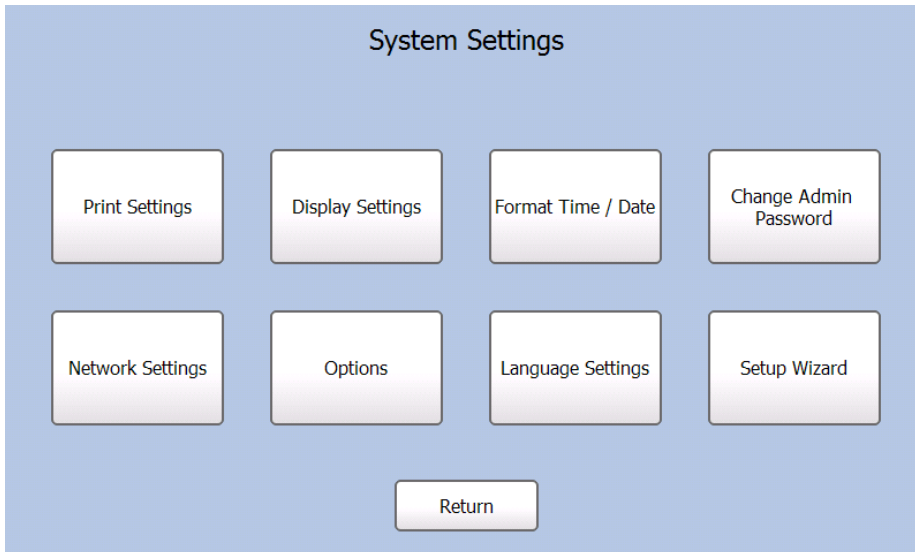 System Settings
Print Settings
Display Settings
Format Time / Date
Change Admin
Password
Network Settings
Options
Language Settings
Setup Wizard
Return